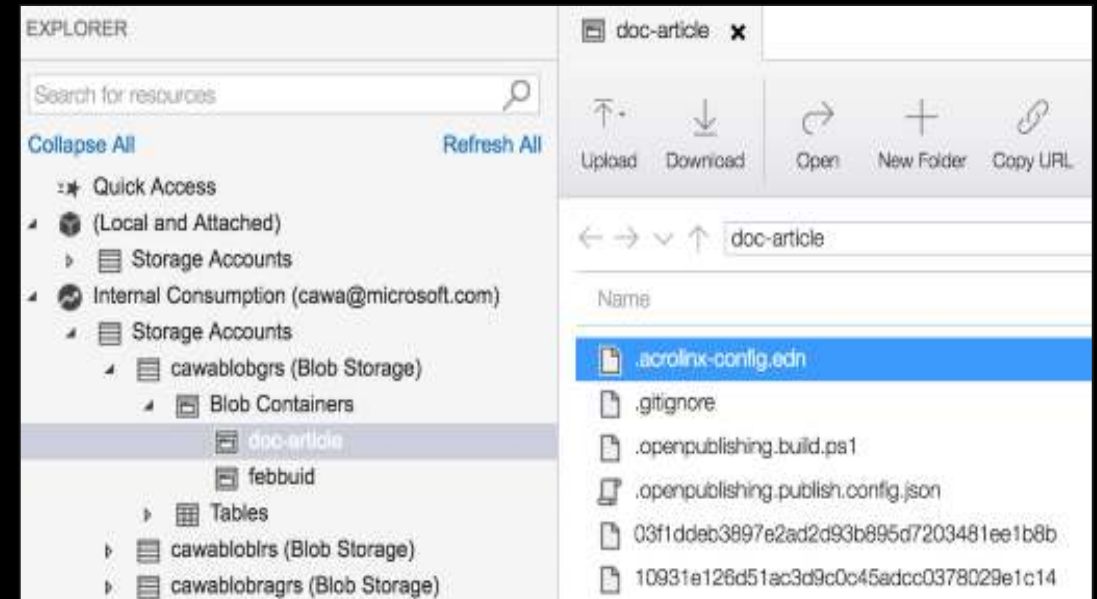 EXPLORER
Search for resources
Collapse All Refresh All
Quick Access
(Local and Attached)
Storage Accounts
Internal Consumption (cawa@microsoft.com)
Storage Accounts
cawablobgrs (Blob Storage)
Blob Containers
doc-article
febbuid
Tables
cawabloblrs (Blob Storage)
cawablobragrs (Blob Storage)
doc-article
Upload Download Open New Folder Copy URL
doc-article
Name
.acrolinx-config.edn
.gitignore
.openpublishing.build.ps1
.openpublishing.publish.config.json
03f1ddeb3897e2ad2d93b895d7203481ee1b8b
10931e126d51ac3d9c0c45adcc0378029e1c14